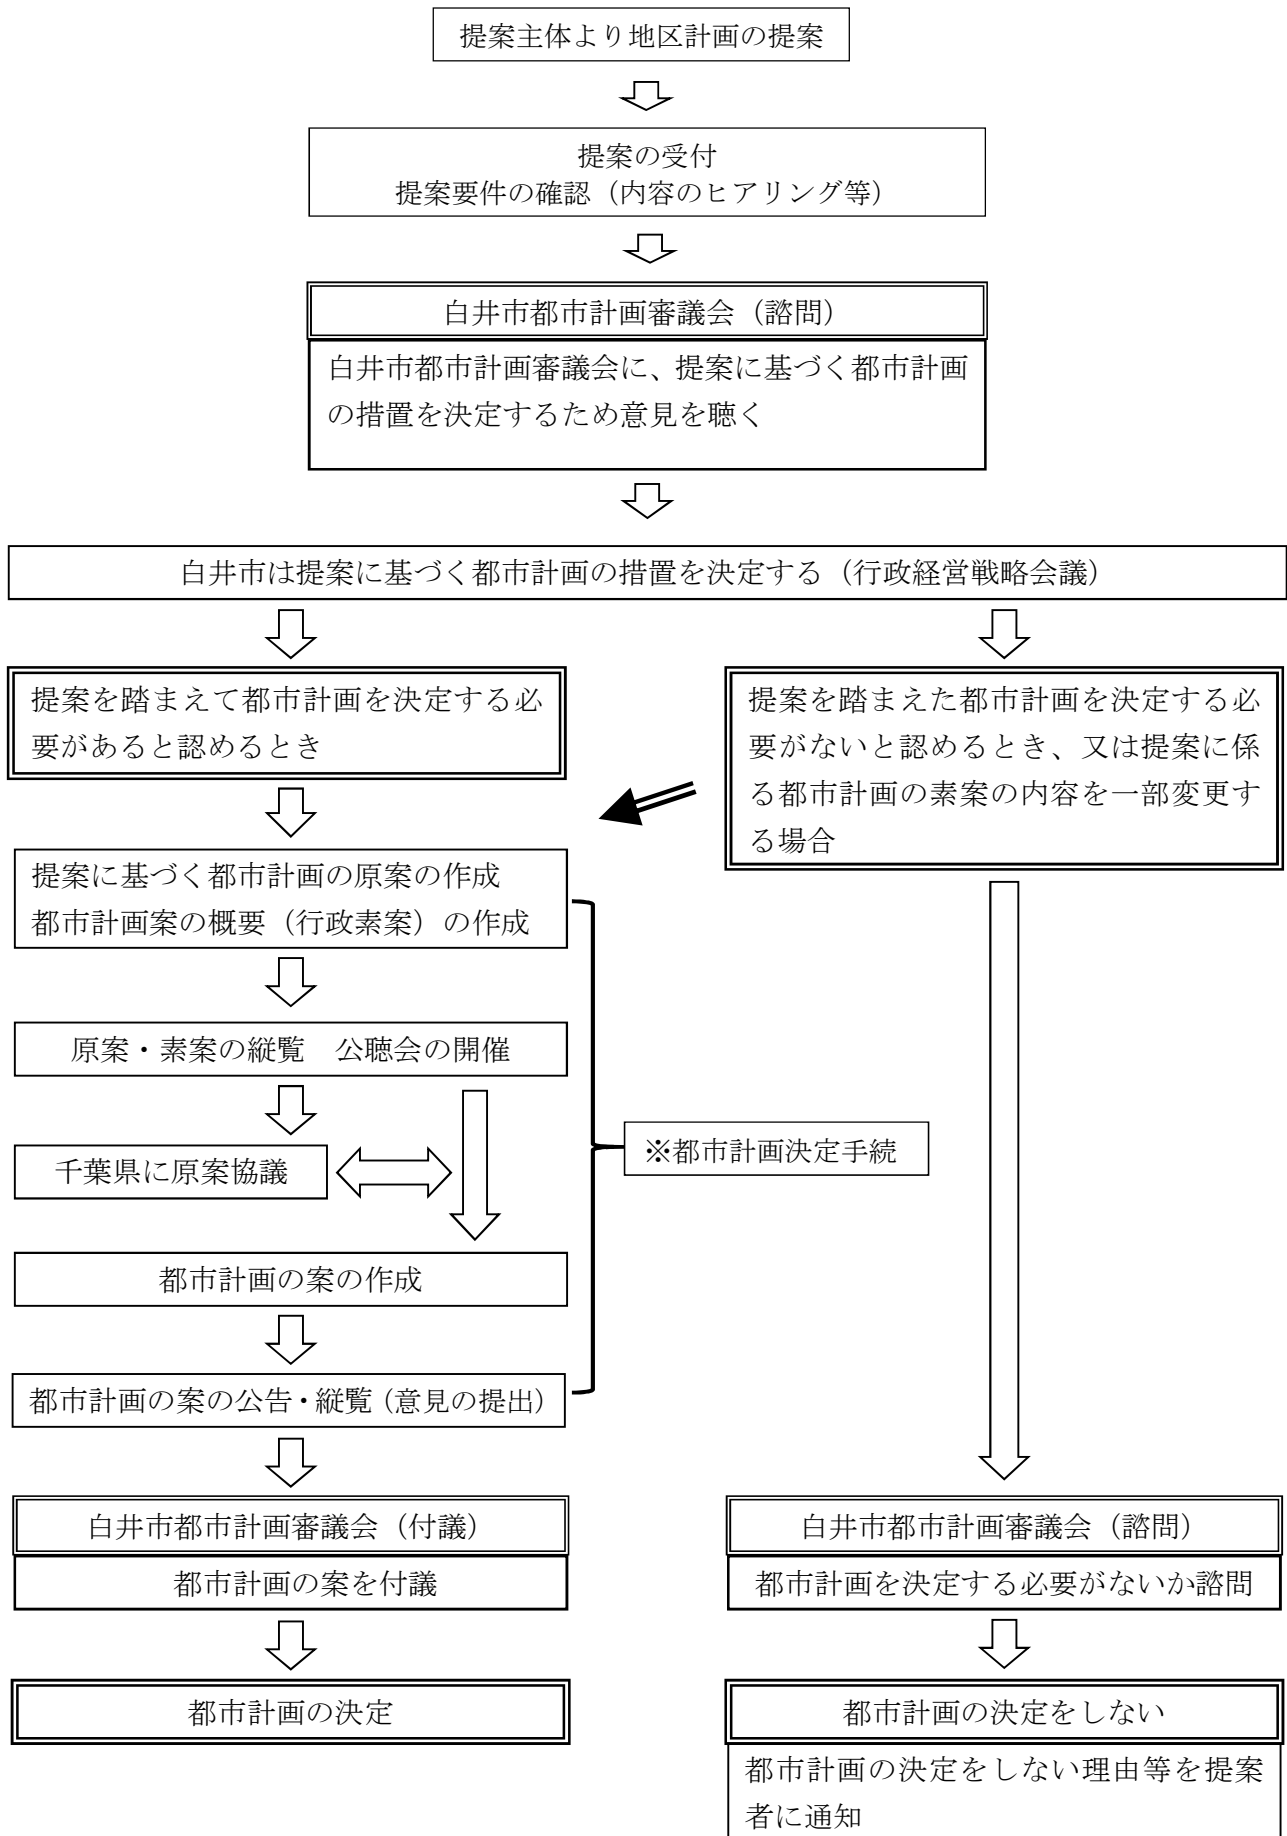 提案主体より地区計画の提案
提案の受付
提案要件の確認（内容のヒアリング等）
白井市都市計画審議会（諮問）
白井市都市計画審議会に、提案に基づく都市計画
の措置を決定するため意見を聴く
白井市は提案に基づく都市計画の措置を決定する（行政経営戦略会議）
提案を踏まえて都市計画を決定する必
要があると認めるとき
提案を踏まえた都市計画を決定する必
要がないと認めるとき、又は提案に係
る都市計画の素案の内容を一部変更す
る場合
提案に基づく都市計画の原案の作成
都市計画案の概要（行政素案）の作成
原案・素案の縦覧　公聴会の開催
千葉県に原案協議
※都市計画決定手続
都市計画の案の作成
都市計画の案の公告・縦覧（意見の提出）
白井市都市計画審議会（付議）
都市計画の案を付議
都市計画の決定
白井市都市計画審議会（諮問）
都市計画を決定する必要がないか諮問
都市計画の決定をしない
都市計画の決定をしない理由等を提案
者に通知